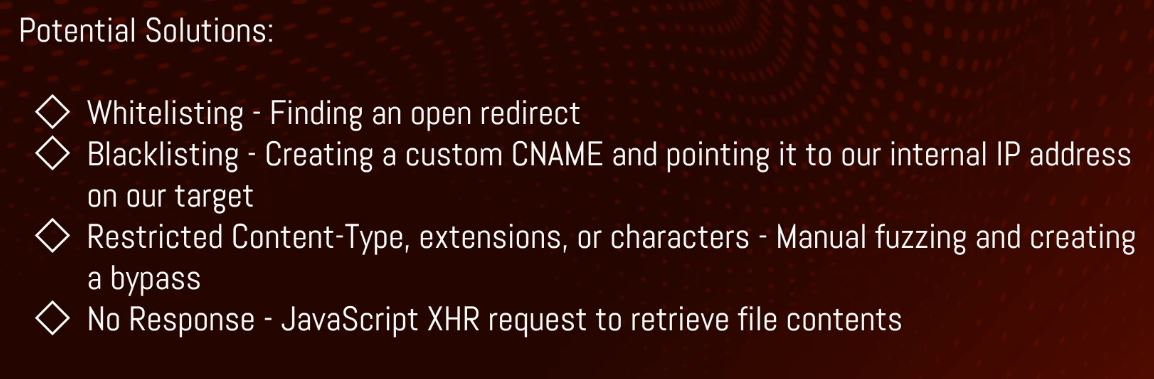 Potential Solutions:
Whitelisting - Finding an open redirect
Blacklisting - Creating a custom CNAME and pointing it to our internal IP address
on our target
Restricted Content-Type, extensions, or characters - Manual fuzzing and creating
a bypass
No Response - JavaScript XHR request to retrieve file contents